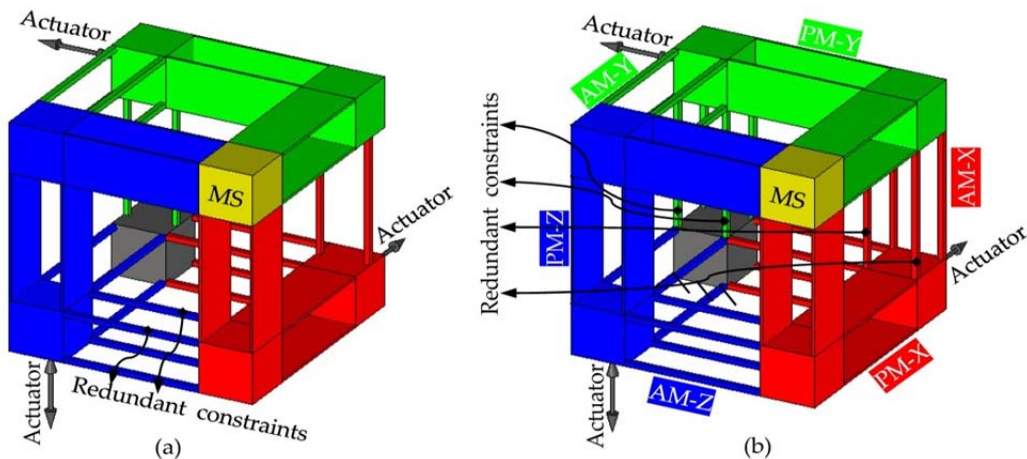 Actuator
MS
Actuator
Actuator
Redundant constraints
(a)
Actuator
PM-Y
AM-Y
Redundant constraints
PM-Z
MS
AM-X
Actuator
PM-X
AM-Z
Actuator
(b)